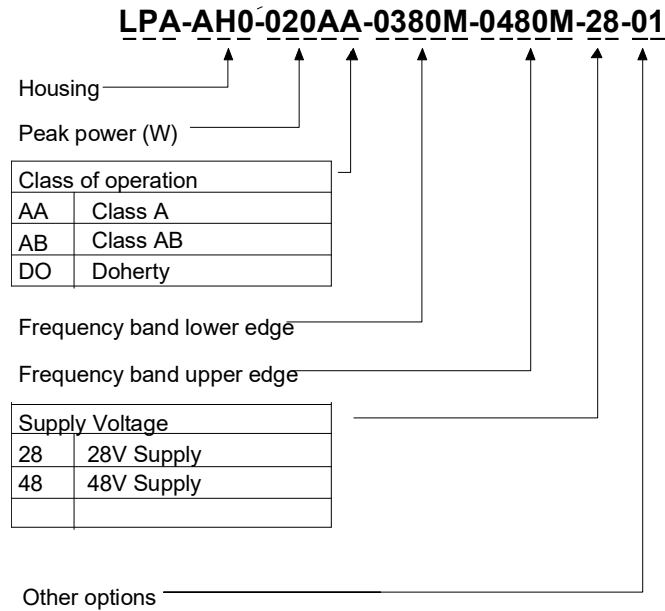 LPA-AH0-020AA-0380M-0480M-28-01
Housing
Peak power (W)
Class of operation
AA Class A
AB Class AB
DO Doherty
Frequency band lower edge
Frequency band upper edge
Supply Voltage
28 28V Supply
48 48V Supply
Other options